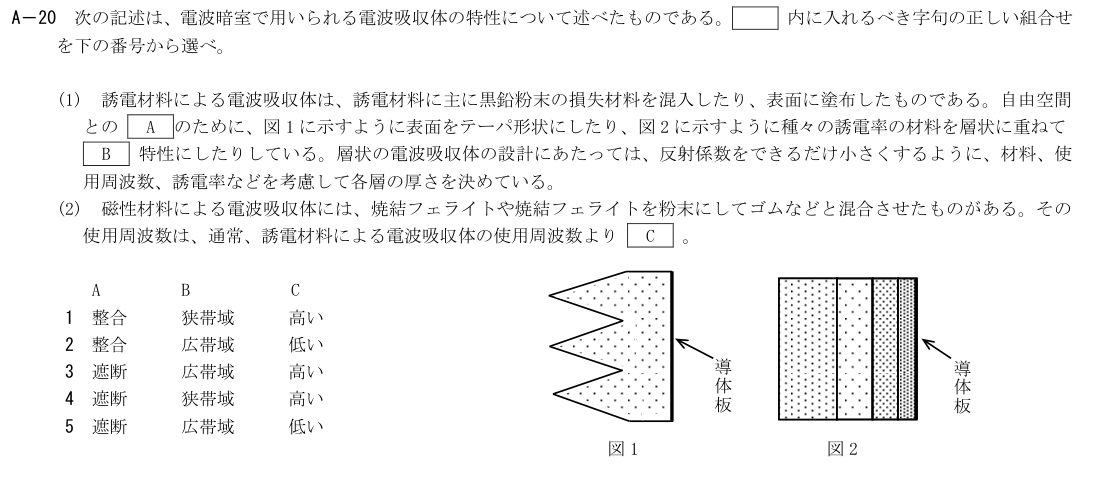 A－20　次の記述は、電波暗室で用いられる電波吸収体の特性について述べたものである。　　内に入れるべき字句の正しい組合せ
を下の番号から選べ。
(1)　誘電材料による電波吸収体は、誘電材料に主に黒鉛粉末の損失材料を混入したり、表面に塗布したものである。自由空間
との　A　のために、図１に示すように表面をテーパ形状にしたり、図２に示すように種々の誘電率の材料を層状に重ねて
B　特性にしたりしている。層状の電波吸収体の設計にあたっては、反射係数をできるだけ小さくするように、材料、使
用周波数、誘電率などを考慮して各層の厚さを決めている。
(2)　磁性材料による電波吸収体には、焼結フェライトや焼結フェライトを粉末にしてゴムなどと混合させたものがある。その
使用周波数は、通常、誘電材料による電波吸収体の使用周波数より　C　。
A　B　C
1　整合　狭帯域　高い
2　整合　広帯域　低い
3　遮断　広帯域　高い
4　遮断　狭帯域　高い
5　遮断　広帯域　低い
導体板
図１
導体板
図２